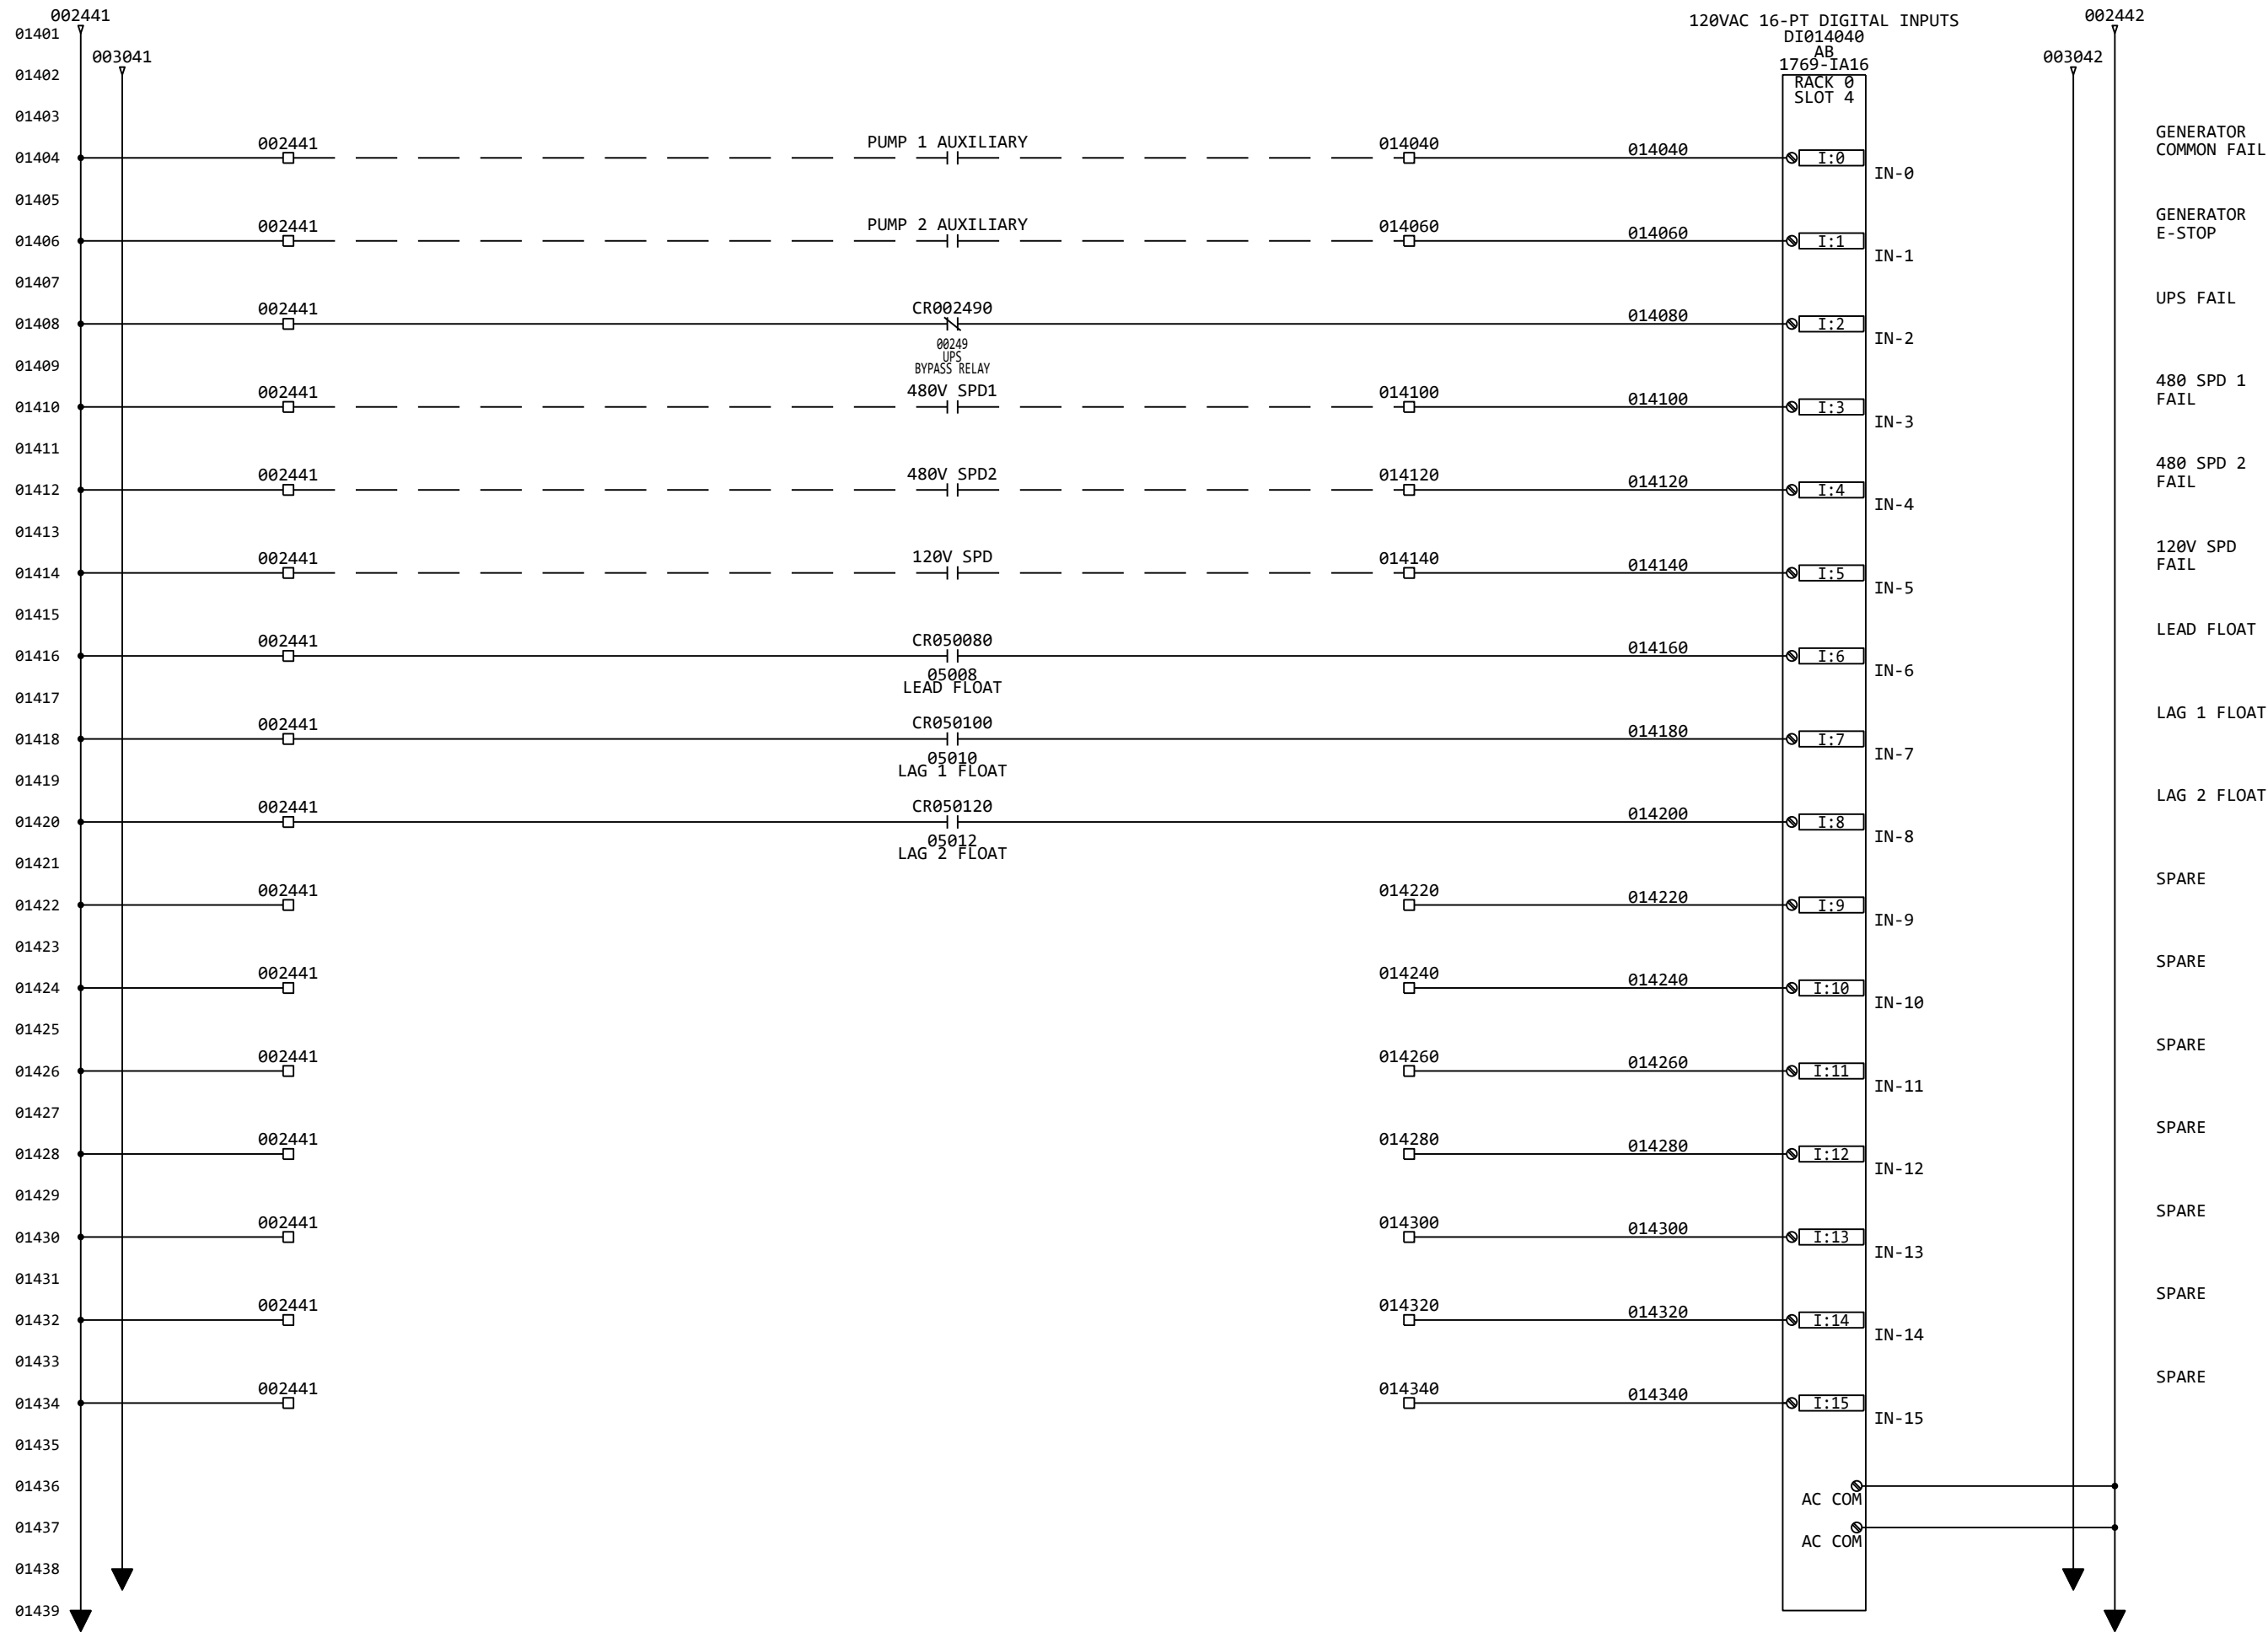 002441
120VAC 16-PT DIGITAL INPUTS
002442
01401
DI014040
003041
AB
003042
01402
1769-IA16
RACK 0
SLOT 4
01403
002441
PUMP 1 AUXILIARY
014040
014040
GENERATOR
COMMON FAIL
01404
I:0
IN-0
01405
002441
PUMP 2 AUXILIARY
014060
014060
GENERATOR
E-STOP
01406
I:1
IN-1
01407
002441
CR002490
014080
UPS FAIL
01408
I:2
IN-2
00249
UPS
BYPASS RELAY
01409
002441
480V SPD1
014100
014100
480 SPD 1
FAIL
01410
I:3
IN-3
01411
002441
480V SPD2
014120
014120
480 SPD 2
FAIL
01412
I:4
IN-4
01413
002441
120V SPD
014140
014140
120V SPD
FAIL
01414
I:5
IN-5
01415
002441
CR050080
014160
LEAD FLOAT
01416
I:6
IN-6
05008
LEAD FLOAT
01417
002441
CR050100
014180
LAG 1 FLOAT
01418
I:7
IN-7
05010
LAG 1 FLOAT
01419
002441
CR050120
014200
LAG 2 FLOAT
01420
I:8
IN-8
05012
LAG 2 FLOAT
01421
002441
014220
014220
SPARE
01422
I:9
IN-9
01423
002441
014240
014240
SPARE
01424
I:10
IN-10
01425
002441
014260
014260
SPARE
01426
I:11
IN-11
01427
002441
014280
014280
SPARE
01428
I:12
IN-12
01429
002441
014300
014300
SPARE
01430
I:13
IN-13
01431
002441
014320
014320
SPARE
01432
I:14
IN-14
01433
002441
014340
014340
SPARE
01434
I:15
IN-15
01435
01436
AC COM
01437
AC COM
01438
01439